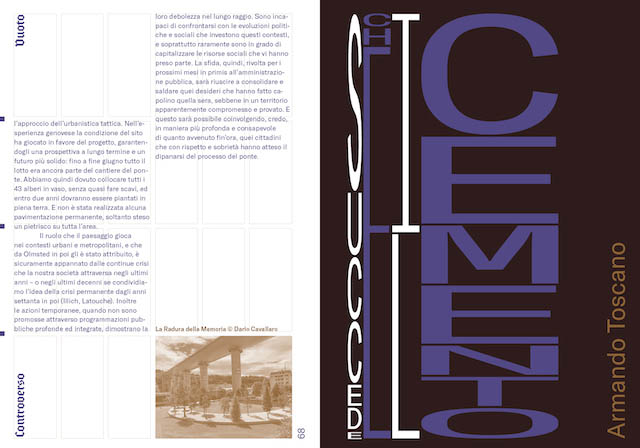 Vuoto
l'approccio dell'urbanistica tattica. Nell'e-
sperienza genovese la condizione del sito
ha giocato in favore del progetto, garanten-
dogli una prospettiva a lungo termine e un
futuro più solido: fino a fine giugno tutto il
lotto era ancora parte del cantiere del pon-
te. Abbiamo quindi dovuto collocare tutti i
43 alberi in vaso, senza quasi fare scavi, ed
entro due anni dovranno essere piantati in
piena terra. E non è stata realizzata alcuna
pavimentazione permanente, soltanto steso
un pietrisco su tutta l'area.
Il ruolo che il paesaggio gioca
nei contesti urbani e metropolitani, e che
da Olmsted in poi gli è stato attribuito, è
sicuramente appannato dalle continue crisi
che la nostra società attraversa negli ultimi
anni – o negli ultimi decenni se condividia-
mo l'idea della crisi permanente dagli anni
settanta in poi (Illich, Latouche). Inoltre
le azioni temporanee, quando non sono
promosse attraverso programmazioni pub-
bliche profonde ed integrate, dimostrano la
Controverso
loro debolezza nel lungo raggio. Sono inca-
paci di confrontarsi con le evoluzioni politi-
che e sociali che investono questi contesti,
e soprattutto raramente sono in grado di
capitalizzare le risorse sociali che vi hanno
preso parte. La sfida, quindi, rivolta per i
prossimi mesi in primis all'amministrazio-
ne pubblica, sarà riuscire a consolidare e
saldare quei desideri che hanno fatto ca-
polino quella sera, sebbene in un territorio
apparentemente compromesso e provato. E
questo sarà possibile coinvolgendo, credo,
in maniera più profonda e consapevole
di quanto avvenuto fin'ora, quei cittadini
che con rispetto e sobrietà hanno atteso il
dipanarsi del processo del ponte.
La Radura della Memoria © Dario Cavallaro
68
SUCCEDE
CHE
IL
CEMENTO
Armando Toscano